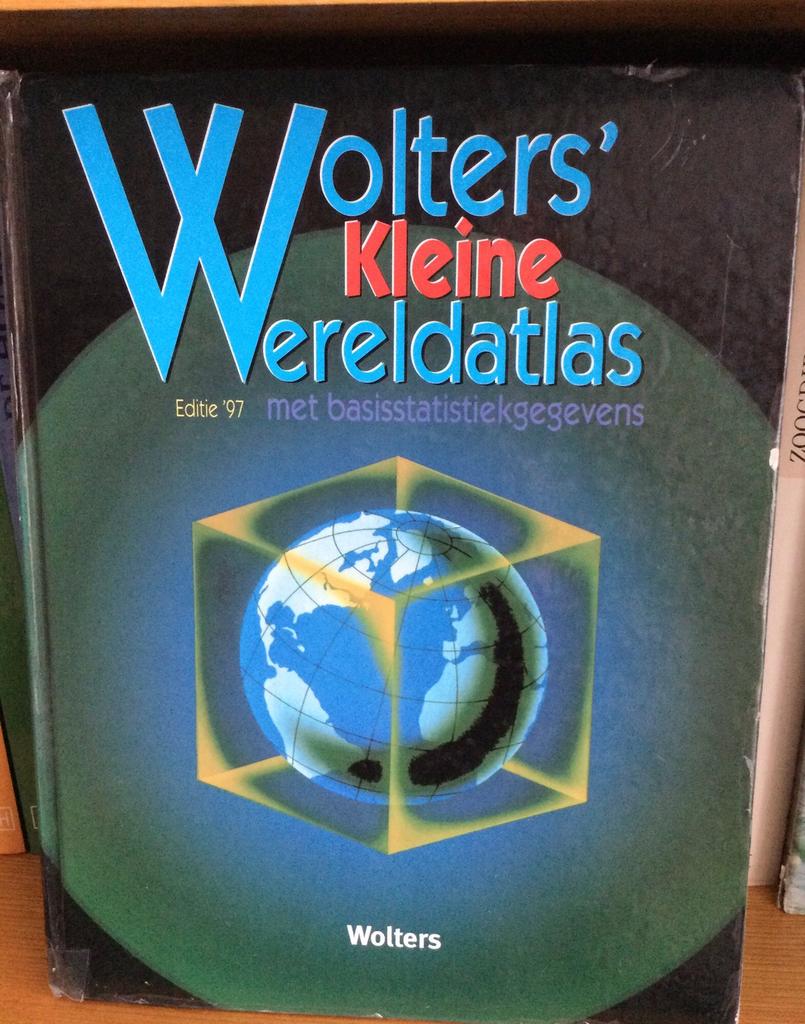 Wolters'
Kleine
Wereldatlas
Editie '97 met basisstatistiekgegevens
Wolters